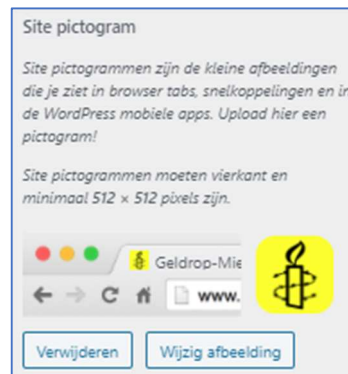 Site pictogram
Site pictogrammen zijn de kleine afbeeldingen
die je ziet in browser tabs, snelkoppelingen en in
de WordPress mobiele apps. Upload hier een
pictogram!
Site pictogrammen moeten vierkant en
minimaal 512 × 512 pixels zijn.
Geldrop-Mie
www.
Verwijderen
Wijzig afbeelding